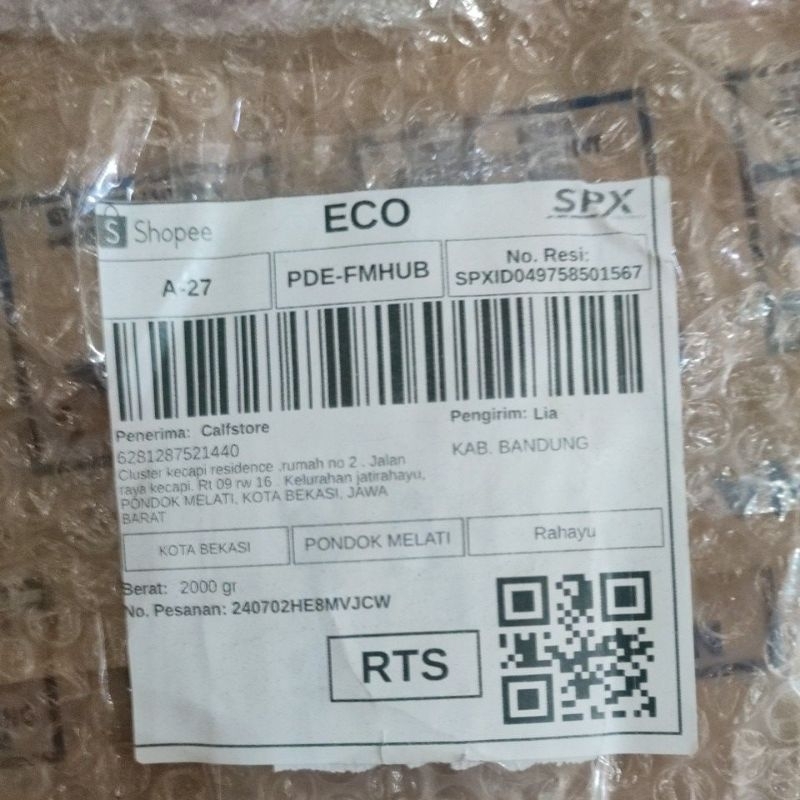 Shopee
ECO
SPX
A-27
PDE-FMHUB
No. Resi:
SPXID049758501567
Penerima: Calfstore
6281287521440
Cluster kecapi residence ,rumah no 2 . Jalan
raya kecapi. Rt 09 rw 16 . Kelurahan jatirahayu,
PONDOK MELATI, KOTA BEKASI, JAWA
BARAT
Pengirim: Lia
KAB. BANDUNG
KOTA BEKASI
PONDOK MELATI
Rahayu
Berat: 2000 gr
No. Pesanan: 240702HE8MVJCW
RTS